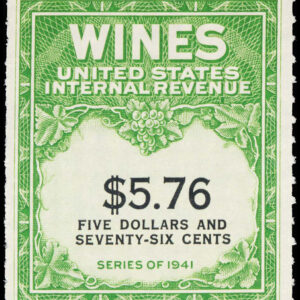 WINES
UNITED STATES
INTERNAL REVENUE
$5.76
FIVE DOLLARS AND
SEVENTY-SIX CENTS
SERIES OF 1941